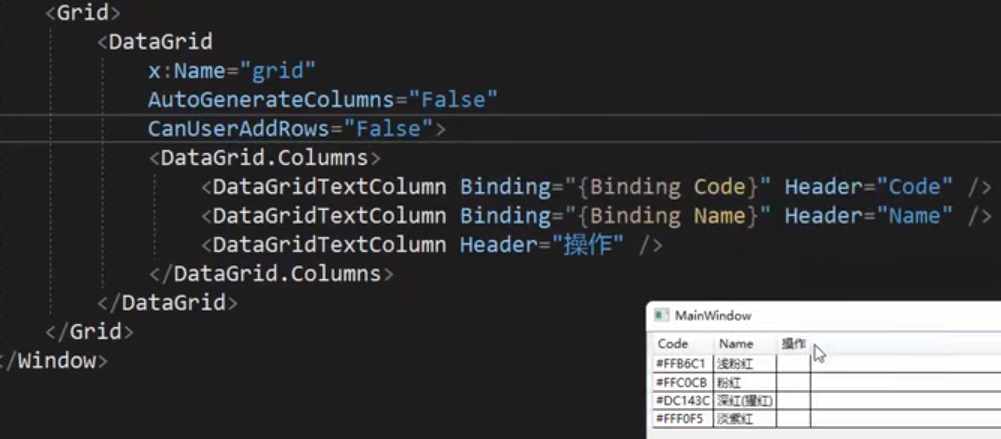 <Grid>
<DataGrid
x:Name="grid"
AutoGenerateColumns="False"
CanUserAddRows="False">
<DataGrid.Columns>
<DataGridTextColumn Binding="{Binding Code}" Header="Code" />
<DataGridTextColumn Binding="{Binding Name}" Header="Name" />
<DataGridTextColumn Header="操作" />
</DataGrid.Columns>
</DataGrid>
</Grid>
</Window>
MainWindow
Code Name 操作
#FFB6C1 浅粉红
#FFC0CB 粉红
#DC143C 深红(猩红)
#FFF0F5 淡紫红